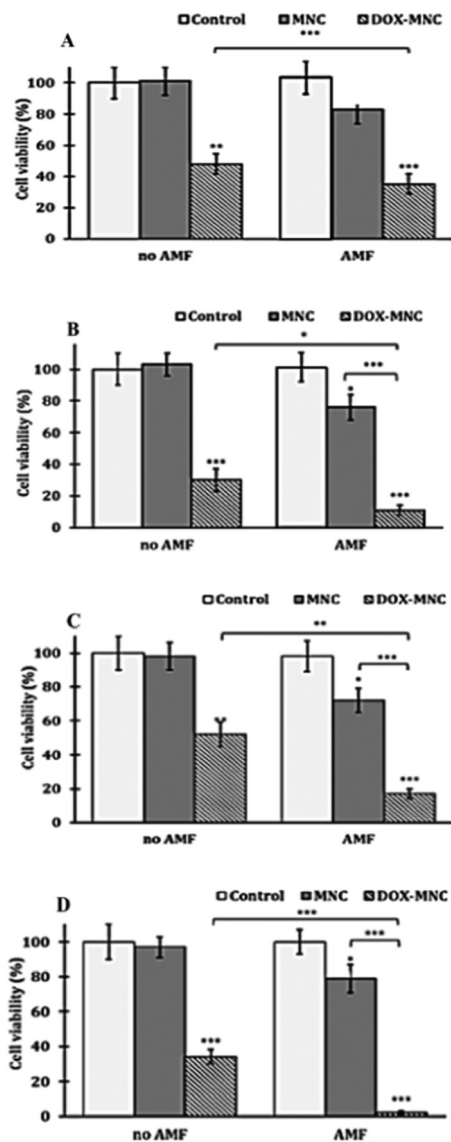 A
Control MNC DOX-MNC
***
Cell viability (%)
100
80
60
40
20
0
**
***
no AMF AMF
B
Control MNC DOX-MNC
*
***
Cell viability (%)
100
80
60
40
20
0
***
*
***
no AMF AMF
C
Control MNC DOX-MNC
**
***
Cell viability (%)
100
80
60
40
20
0
*
***
no AMF AMF
D
Control MNC DOX-MNC
***
***
Cell viability (%)
100
80
60
40
20
0
***
*
***
no AMF AMF